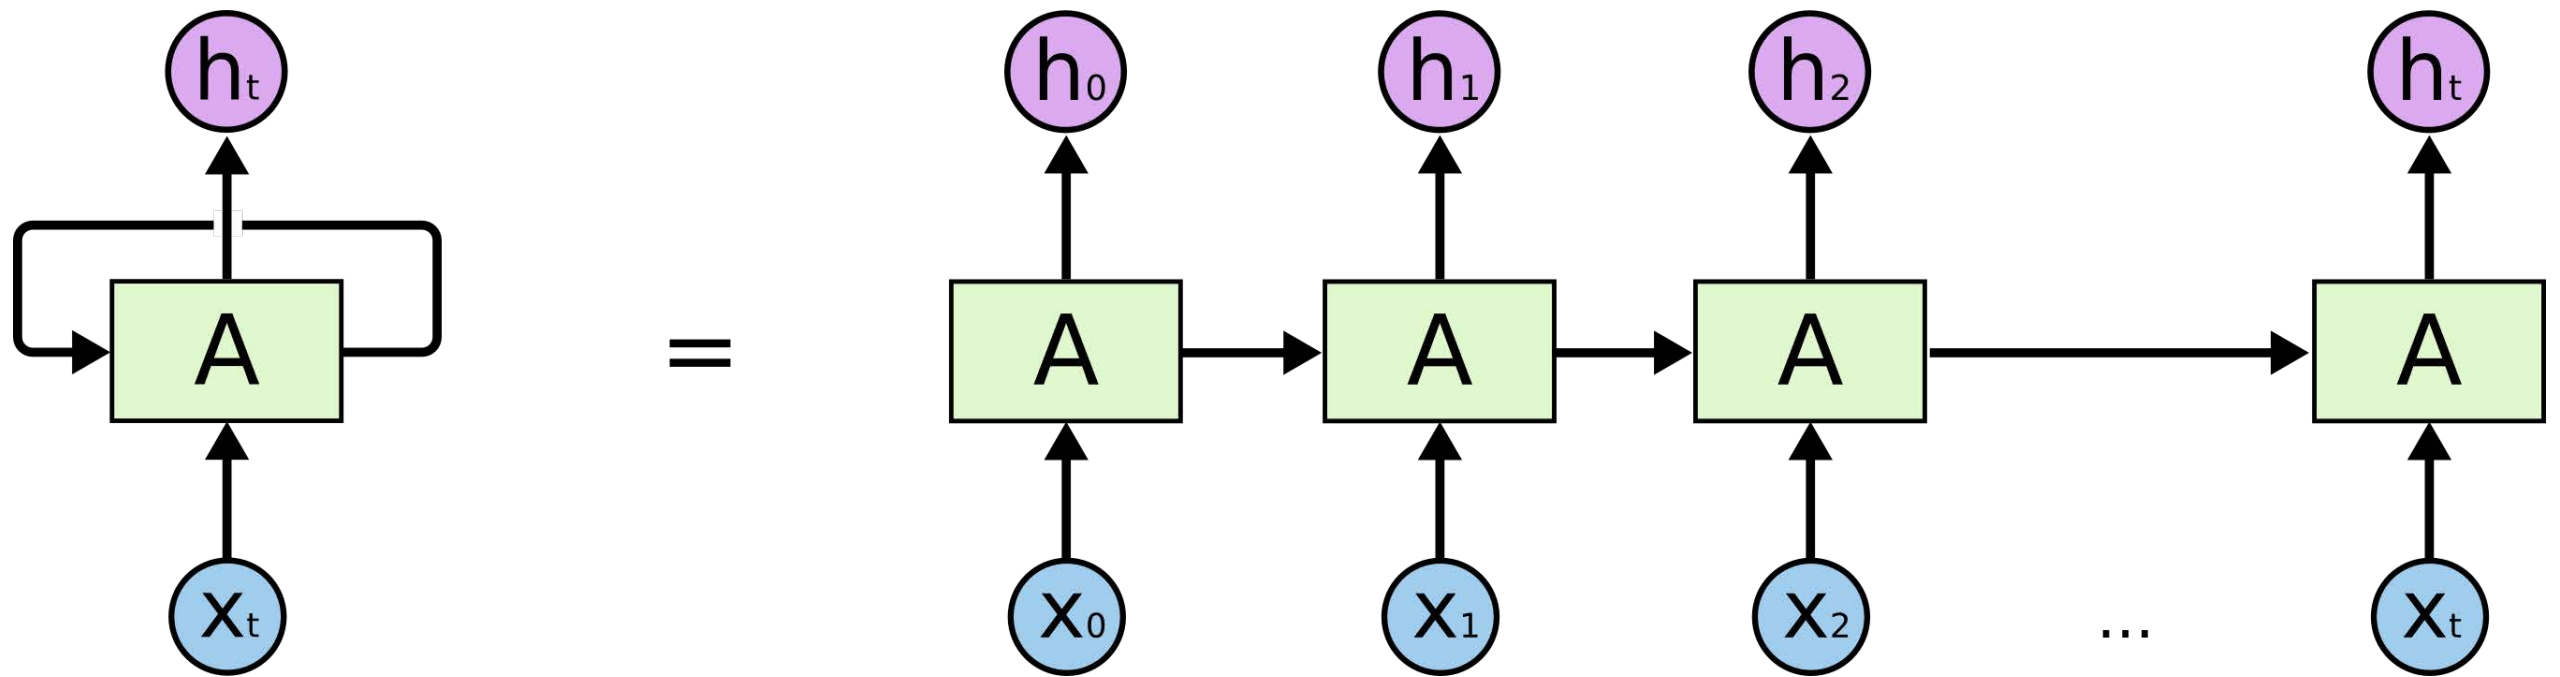 hₜ h₀ h₁ h₂ hₜ
A = A A A A
xₜ x₀ x₁ x₂ ... xₜ